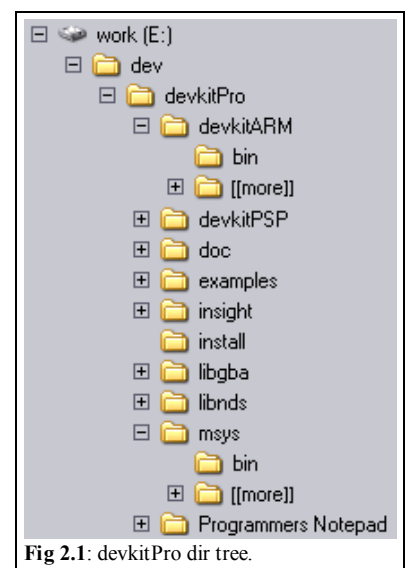 work (E:)
dev
devkitPro
devkitARM
bin
[[more]]
devkitPSP
doc
examples
insight
install
libgba
libnds
msys
bin
[[more]]
Programmers Notepad
Fig 2.1: devkitPro dir tree.